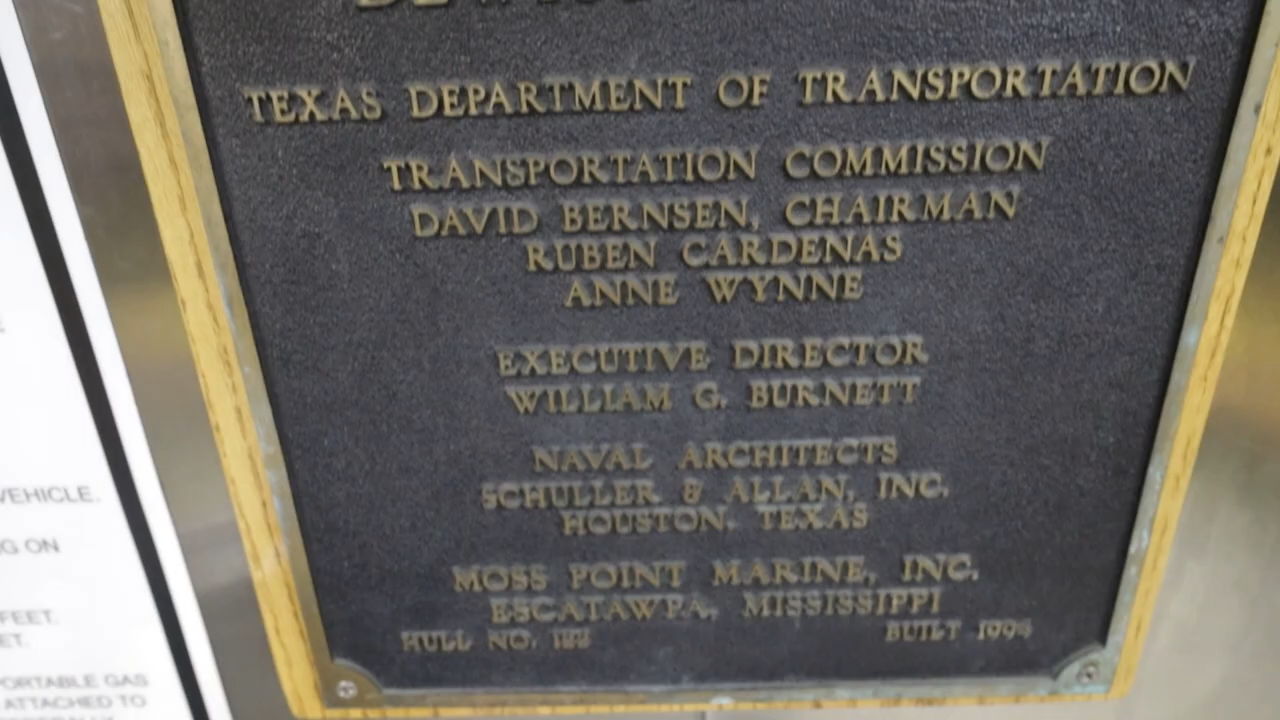 TEXAS DEPARTMENT OF TRANSPORTATION
TRANSPORTATION COMMISSION
DAVID BERNSEN, CHAIRMAN
RUBEN CARDENAS
ANNE WYNNE
EXECUTIVE DIRECTOR
WILLIAM G. BURNETT
NAVAL ARCHITECTS
SCHULLER & ALLAN, INC.
HOUSTON, TEXAS
MOSS POINT MARINE, INC.
ESCATAWPA, MISSISSIPPI
HULL NO.
BUILT
VEHICLE.
G ON
FEET.
ET.
PORTABLE GAS
ATTACHED TO